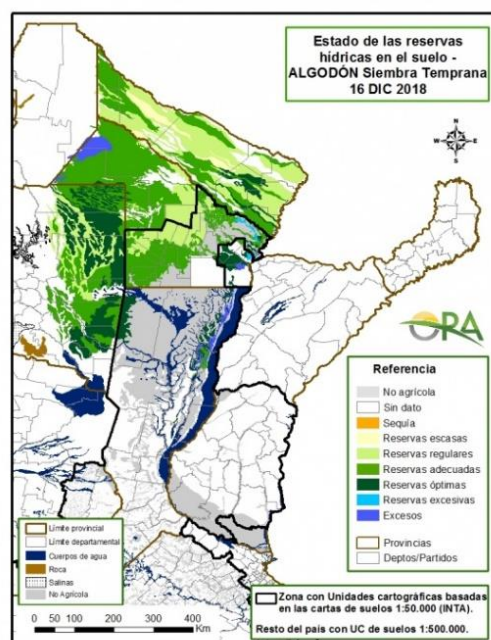 Estado de las reservas
hídricas en el suelo -
ALGODÓN Siembra Temprana
16 DIC 2018
N
W
E
S
ORA
Referencia
No agrícola
Sin dato
Sequía
Reservas escasas
Reservas regulares
Reservas adecuadas
Reservas óptimas
Reservas excesivas
Excesos
Provincias
Deptos/Partidos
Límite provincial
Límite departamental
Cuerpos de agua
Roca
Salinas
No Agrícola
0 50 100 200 300 400
Km
Zona con Unidades cartográficas basadas
en las cartas de suelos 1:50.000 (INTA).
Resto del país con UC de suelos 1:500.000.